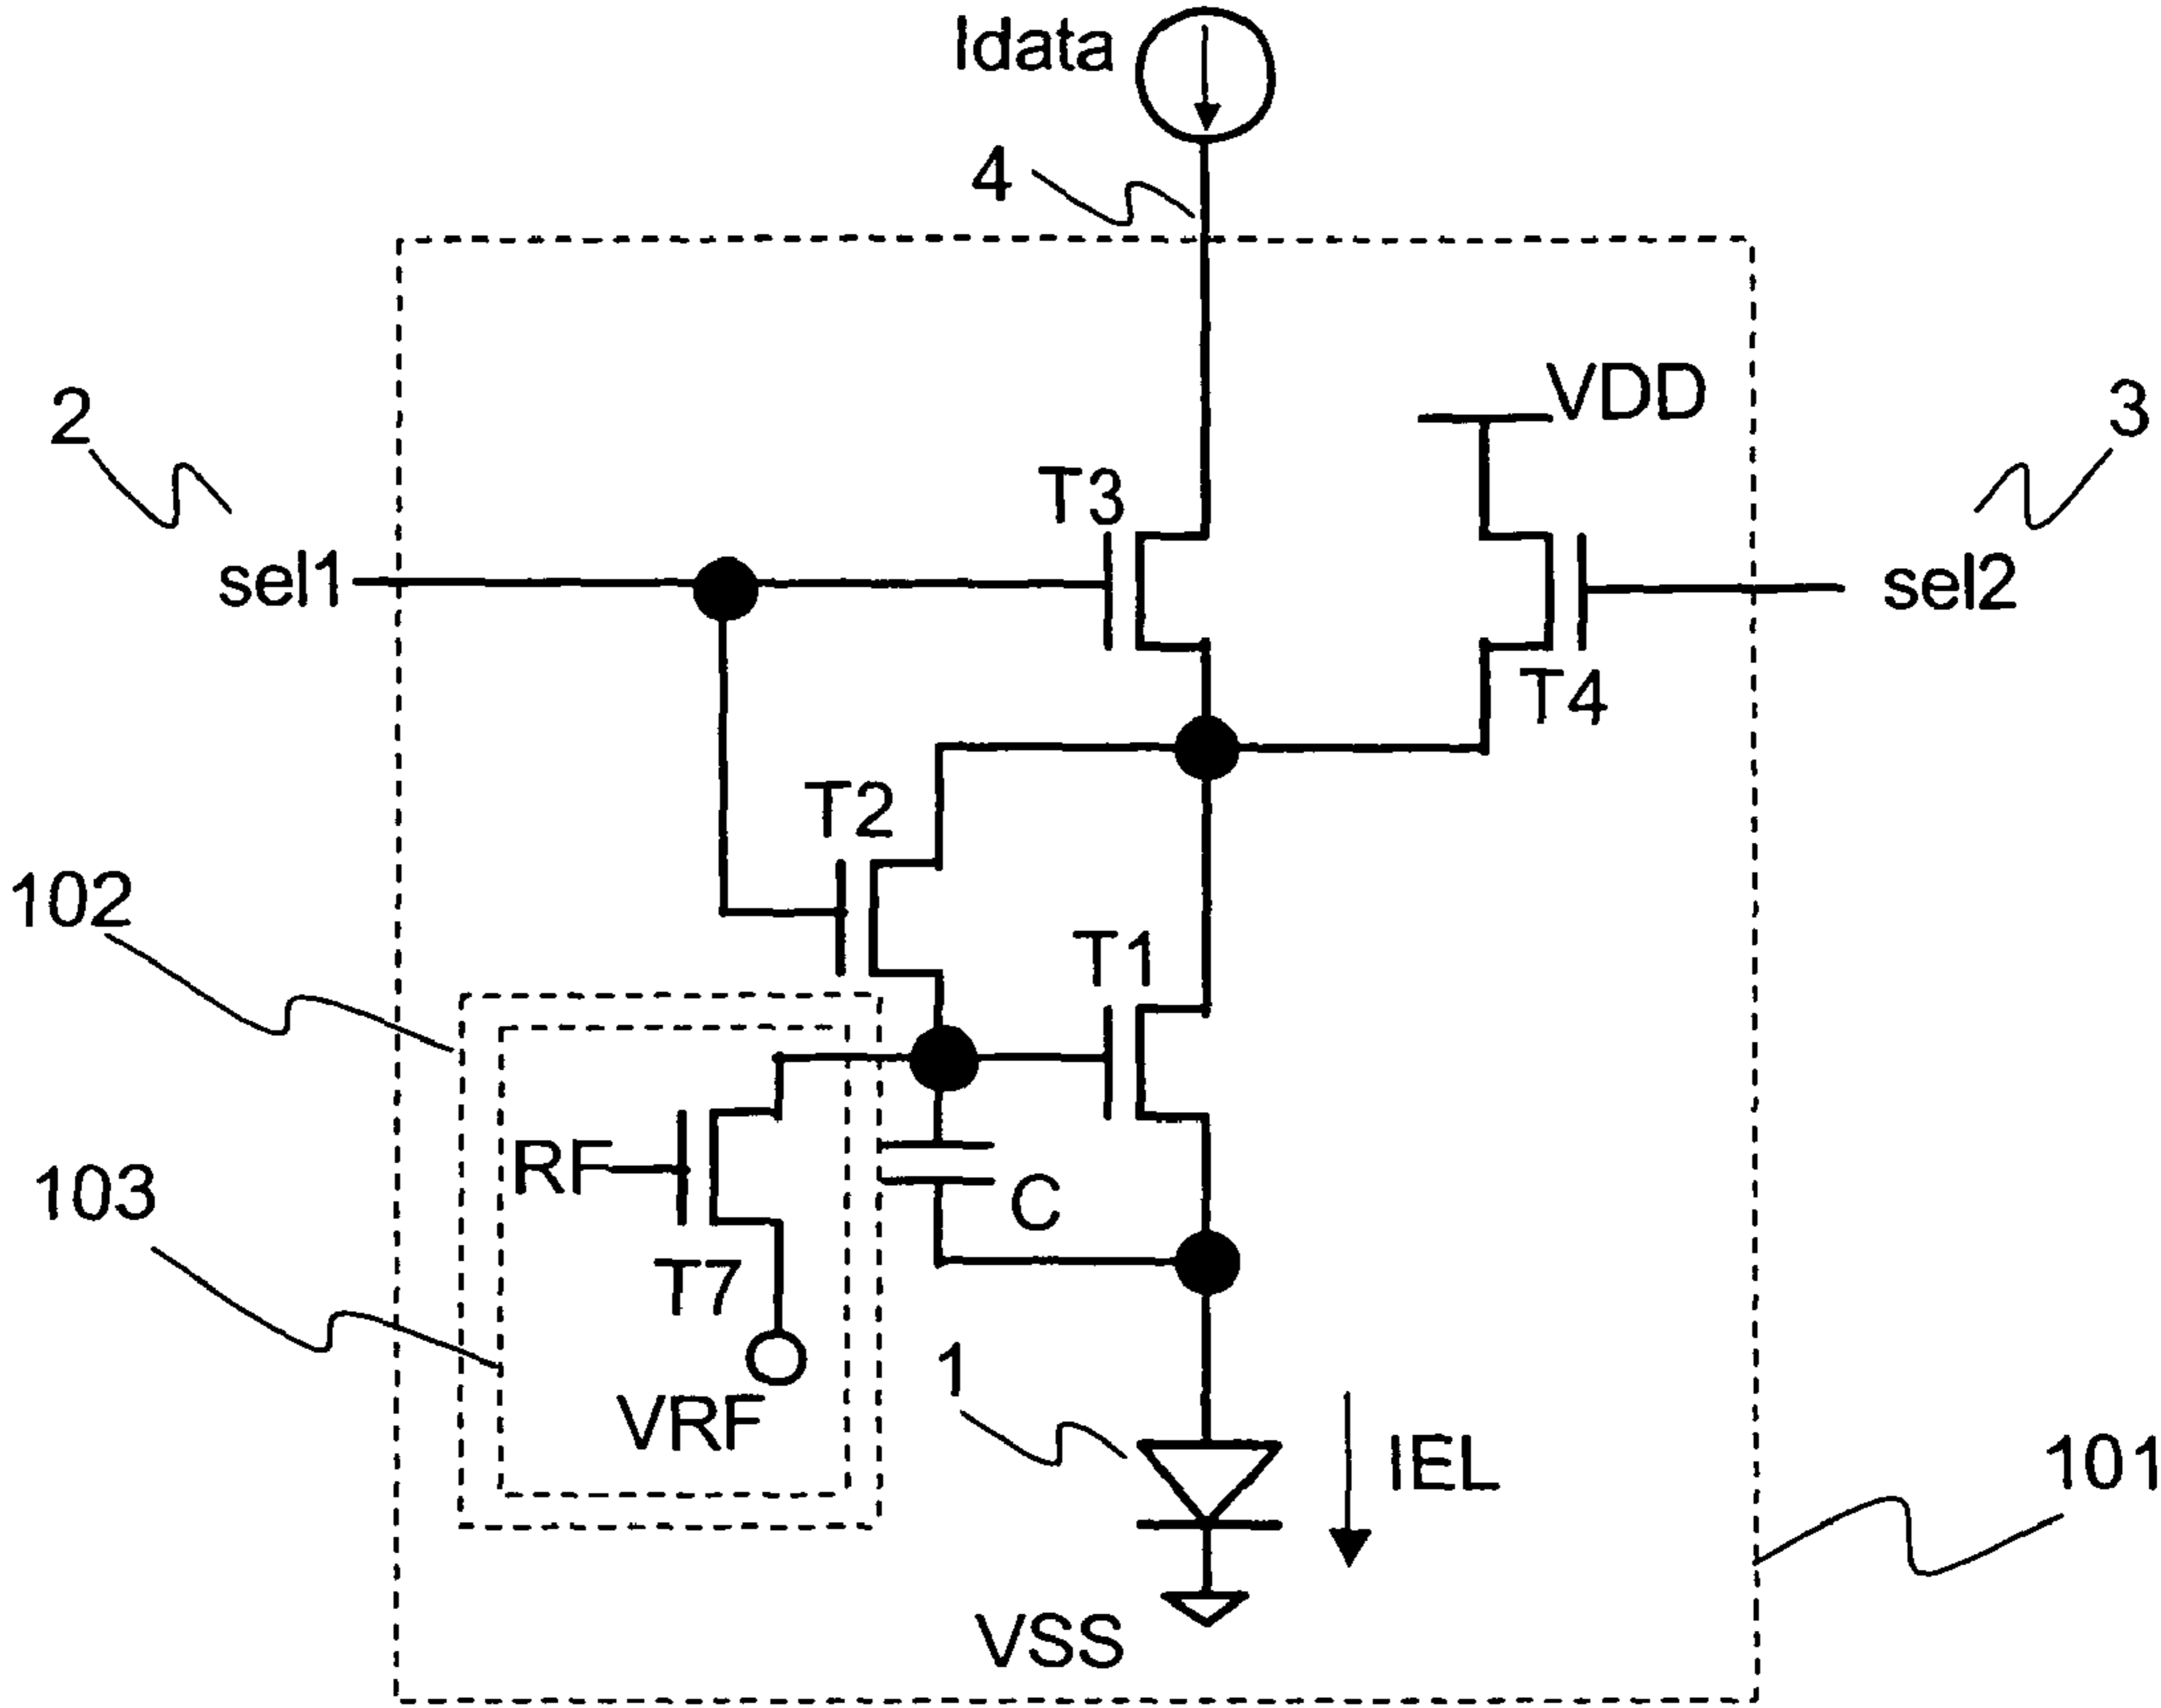 Idata
4
VDD
2
3
T3
sel1
sel2
T4
T2
102
T1
RF
103
C
T7
1
VRF
IEL
101
VSS